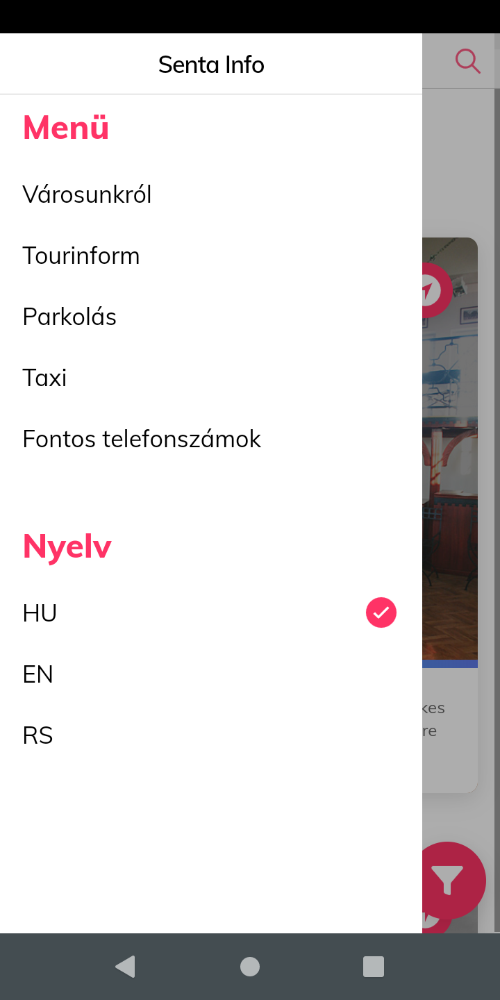 Senta Info
Menü
Városunkról
Tourinform
Parkolás
Taxi
Fontos telefonszámok
Nyelv
HU
EN
RS